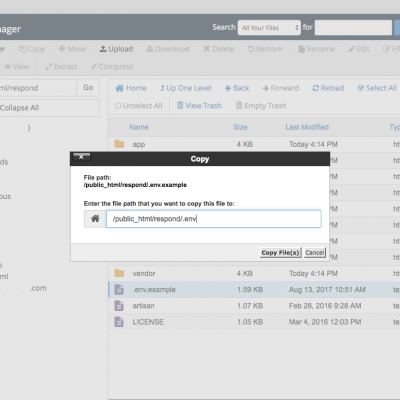 nager
Search All Your Files for
er Copy Move Upload Download Delete Restore Rename Edit
View Extract Compress
ml/respond Go
Home Up One Level Back Forward Reload Select All
Collapse All
Unselect All View Trash Empty Trash
)
Name Size Last Modified Typ
app 4 KB Today 4:14 PM ht
ds
Copy
File path:
/public_html/respond/.env.example
ous
Enter the file path that you want to copy this file to:
/public_html/respond/.env
Copy File(s) Cancel
vendor 4 KB Today 4:14 PM ht
ml
.env.example 1.59 KB Aug 13, 2017 10:51 AM te
.com
artisan 1.07 KB Feb 28, 2016 9:28 AM te
LICENSE 1.05 KB Mar 4, 2016 12:03 PM te